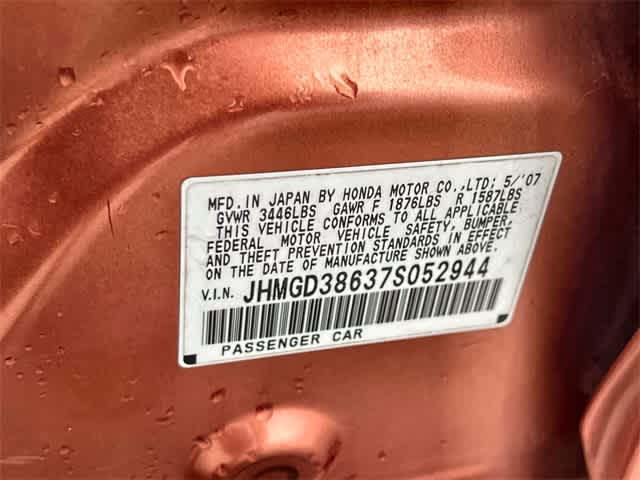 MFD. IN JAPAN BY HONDA MOTOR CO.,LTD: 5/'07
GVWR 3446LBS GAWR F 1876LBS R 1587LBS
THIS VEHICLE CONFORMS TO ALL APPLICABLE
FEDERAL MOTOR VEHICLE SAFETY, BUMPER,
AND THEFT PREVENTION STANDARDS IN EFFECT
ON THE DATE OF MANUFACTURE SHOWN ABOVE.
V.I.N. JHMGD38637S052944
PASSENGER CAR